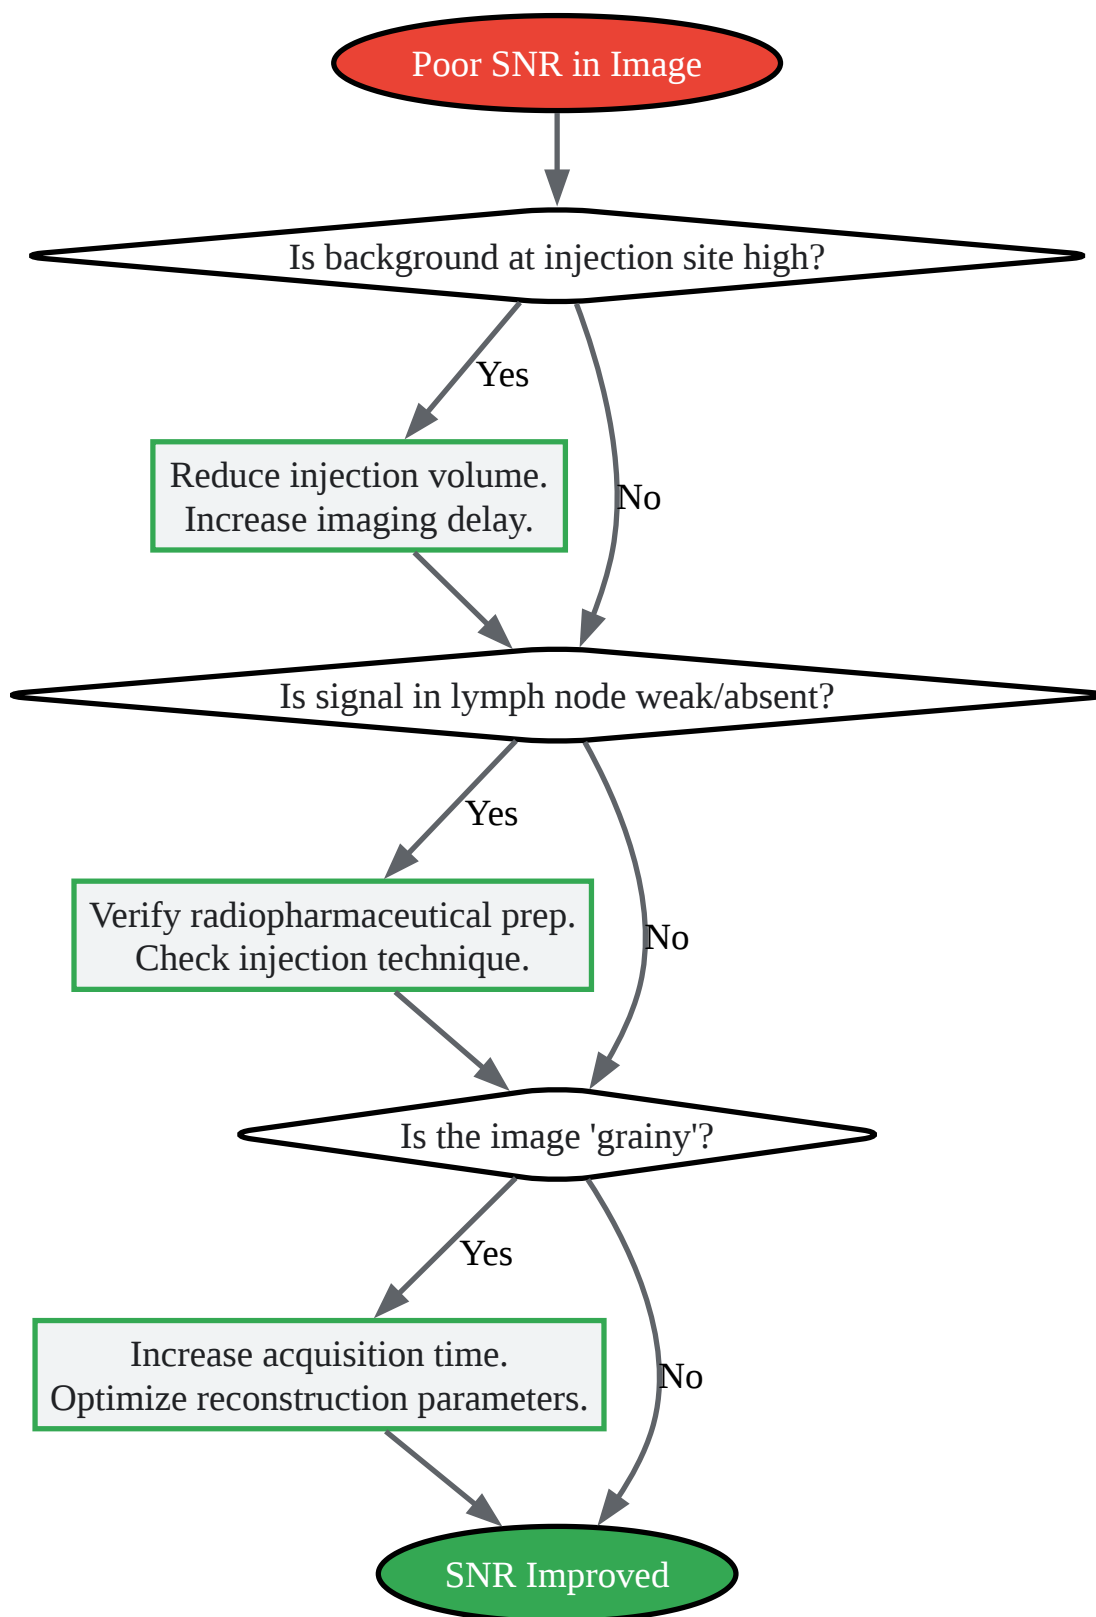 Poor SNR in Image
Is background at injection site high?
Yes
Reduce injection volume.
Increase imaging delay.
No
Is signal in lymph node weak/absent?
Yes
Verify radiopharmaceutical prep.
Check injection technique.
No
Is the image 'grainy'?
Yes
Increase acquisition time.
Optimize reconstruction parameters.
No
SNR Improved